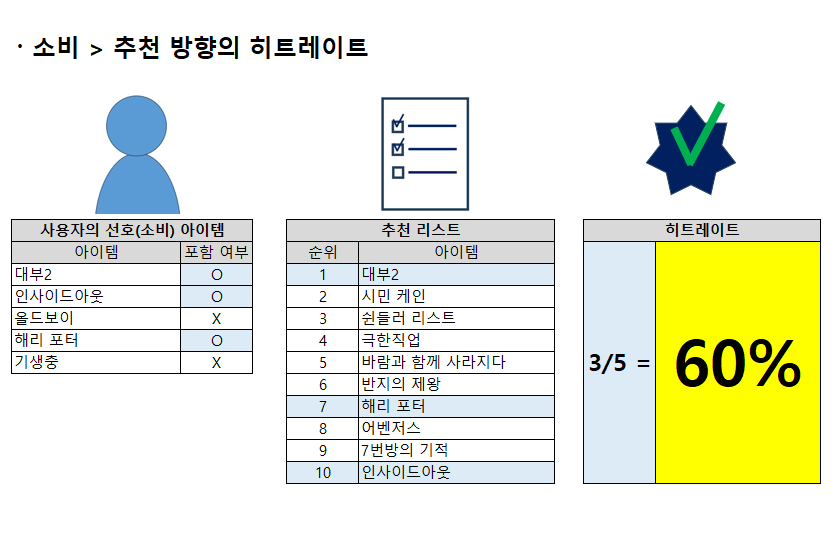 · 소비 > 추천 방향의 히트레이트
사용자의 선호(소비) 아이템
아이템 포함 여부
대부2 O
인사이드아웃 O
올드보이 X
해리 포터 O
기생충 X
추천 리스트
순위 아이템
1 대부2
2 시민 케인
3 쉰들러 리스트
4 극한직업
5 바람과 함께 사라지다
6 반지의 제왕
7 해리 포터
8 어벤저스
9 7번방의 기적
10 인사이드아웃
히트레이트
3/5 = 60%